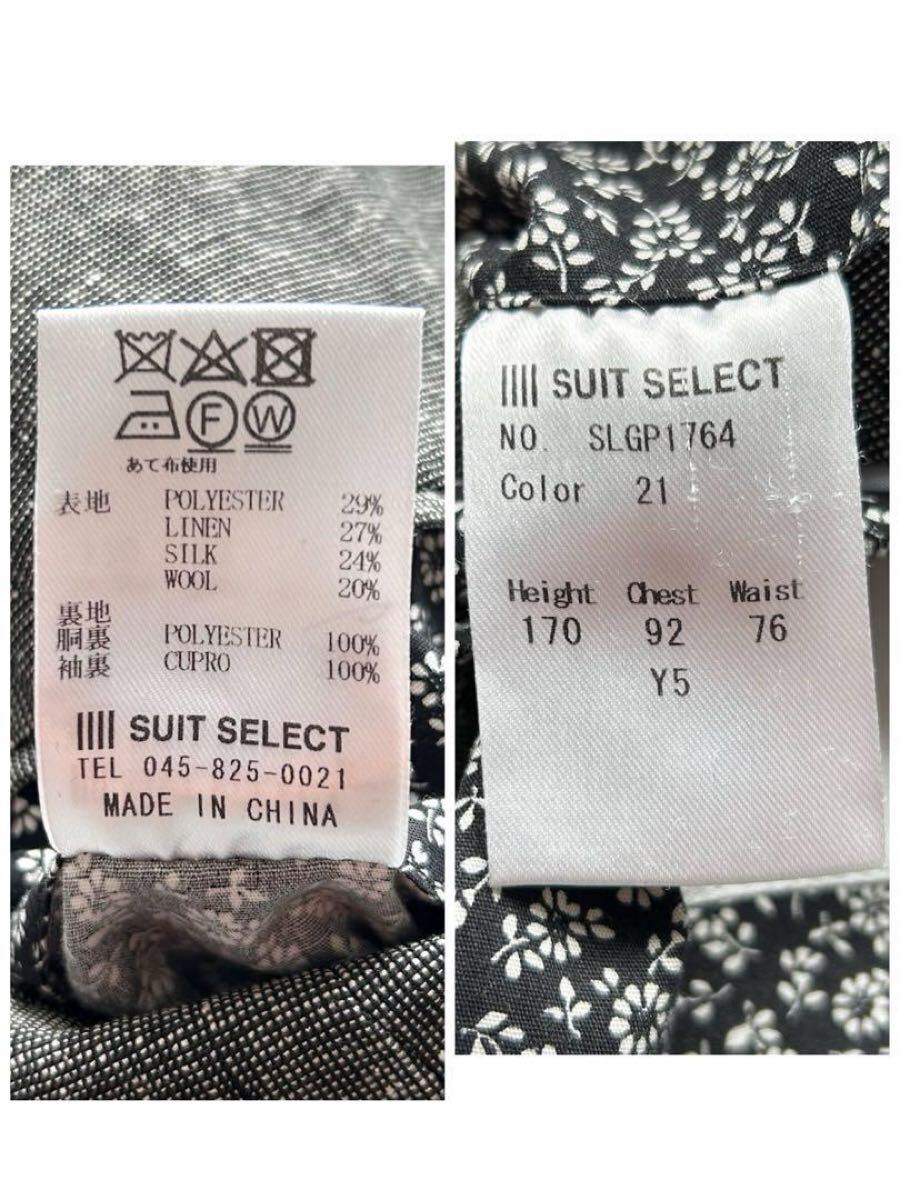 F W
あて布使用
表地 POLYESTER 29%
LINEN 27%
SILK 24%
WOOL 20%
裏地
胴裏 POLYESTER 100%
袖裏 CUPRO 100%
SUIT SELECT
TEL 045-825-0021
MADE IN CHINA
SUIT SELECT
NO. SLGP1764
Color 21
Height Chest Waist
170 92 76
Y5